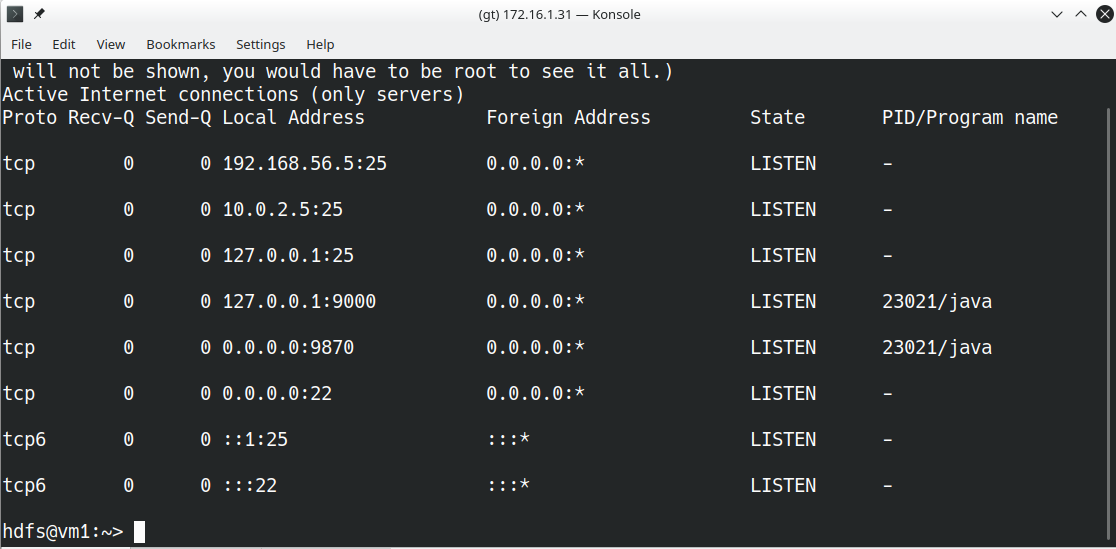 (gt) 172.16.1.31 — Konsole
File Edit View Bookmarks Settings Help
will not be shown, you would have to be root to see it all.)
Active Internet connections (only servers)
Proto Recv-Q Send-Q Local Address Foreign Address State PID/Program name
tcp 0 0 192.168.56.5:25 0.0.0.0:* LISTEN -
tcp 0 0 10.0.2.5:25 0.0.0.0:* LISTEN -
tcp 0 0 127.0.0.1:25 0.0.0.0:* LISTEN -
tcp 0 0 127.0.0.1:9000 0.0.0.0:* LISTEN 23021/java
tcp 0 0 0.0.0.0:9870 0.0.0.0:* LISTEN 23021/java
tcp 0 0 0.0.0.0:22 0.0.0.0:* LISTEN -
tcp6 0 0 ::1:25 :::* LISTEN -
tcp6 0 0 :::22 :::* LISTEN -
hdfs@vm1:~>